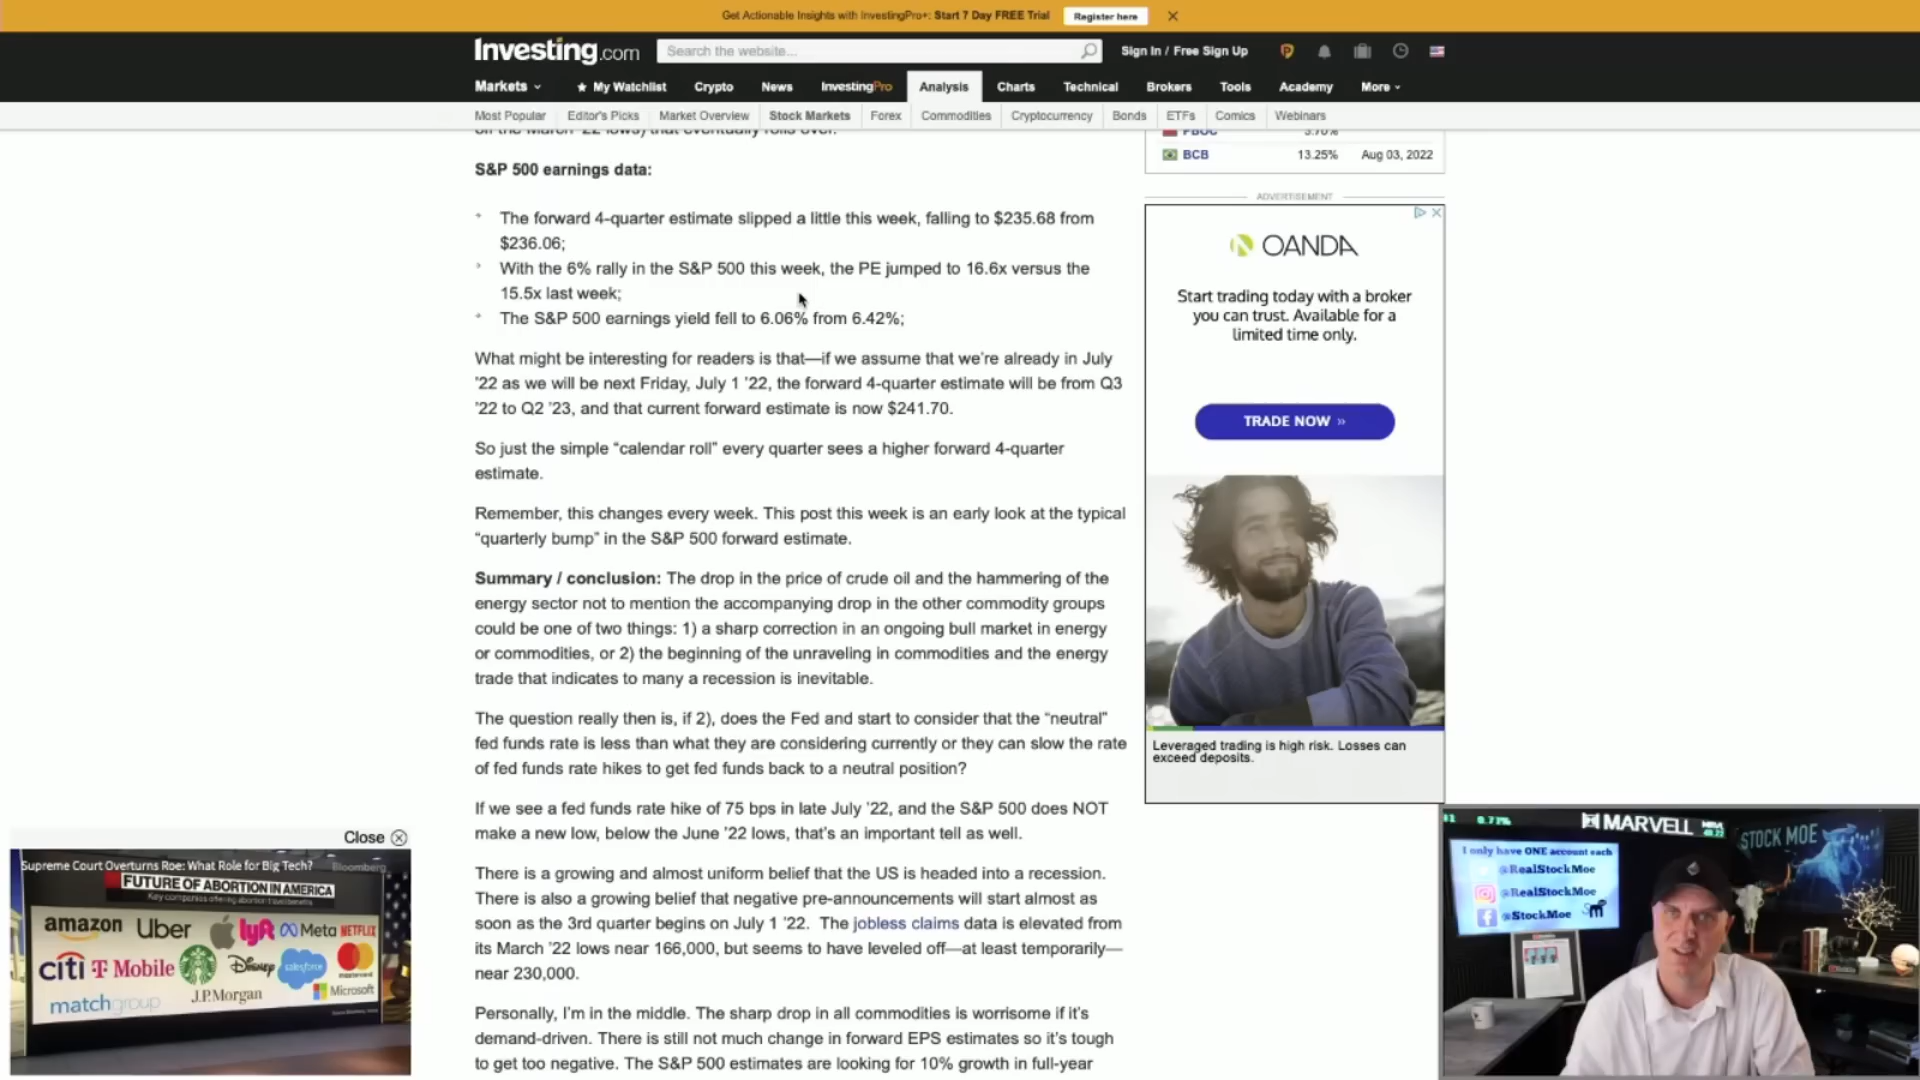 Get Actionable Insights with InvestingPro+: Start 7 Day FREE Trial
Register here
Investing.com
Search the website...
Sign In / Free Sign Up
Markets
My Watchlist
Crypto
News
InvestingPro
Analysis
Charts
Technical
Brokers
Tools
Academy
More
Most Popular
Editor's Picks
Market Overview
Stock Markets
Forex
Commodities
Cryptocurrency
Bonds
ETFs
Comics
Webinars
off the March '22 lows) that eventually rolls over.
S&P 500 earnings data:
The forward 4-quarter estimate slipped a little this week, falling to $235.68 from
$236.06;
With the 6% rally in the S&P 500 this week, the PE jumped to 16.6x versus the
15.5x last week;
The S&P 500 earnings yield fell to 6.06% from 6.42%;
What might be interesting for readers is that—if we assume that we're already in July
'22 as we will be next Friday, July 1 '22, the forward 4-quarter estimate will be from Q3
'22 to Q2 '23, and that current forward estimate is now $241.70.
So just the simple “calendar roll” every quarter sees a higher forward 4-quarter
estimate.
Remember, this changes every week. This post this week is an early look at the typical
“quarterly bump” in the S&P 500 forward estimate.
Summary / conclusion: The drop in the price of crude oil and the hammering of the
energy sector not to mention the accompanying drop in the other commodity groups
could be one of two things: 1) a sharp correction in an ongoing bull market in energy
or commodities, or 2) the beginning of the unraveling in commodities and the energy
trade that indicates to many a recession is inevitable.
The question really then is, if 2), does the Fed and start to consider that the “neutral”
fed funds rate is less than what they are considering currently or they can slow the rate
of fed funds rate hikes to get fed funds back to a neutral position?
If we see a fed funds rate hike of 75 bps in late July '22, and the S&P 500 does NOT
make a new low, below the June '22 lows, that's an important tell as well.
There is a growing and almost uniform belief that the US is headed into a recession.
There is also a growing belief that negative pre-announcements will start almost as
soon as the 3rd quarter begins on July 1 '22. The jobless claims data is elevated from
its March '22 lows near 166,000, but seems to have leveled off—at least temporarily—
near 230,000.
Personally, I'm in the middle. The sharp drop in all commodities is worrisome if it's
demand-driven. There is still not much change in forward EPS estimates so it's tough
to get too negative. The S&P 500 estimates are looking for 10% growth in full-year
PBOC 3.70%
BCB 13.25% Aug 03, 2022
ADVERTISEMENT
OANDA
Start trading today with a broker
you can trust. Available for a
limited time only.
TRADE NOW »
Leveraged trading is high risk. Losses can
exceed deposits.
Close
Supreme Court Overturns Roe: What Role for Big Tech?
Bloomberg
FUTURE OF ABORTION IN AMERICA
Key companies offering abortion travel benefits
amazon Uber lyft Meta NETFLIX
citi T Mobile Disney salesforce mastercard
matchgroup J.P.Morgan Microsoft
0.77%
MARVELL
STOCK MOE
I only have ONE account each
@RealStockMoe
@RealStockMoe
@StockMoe